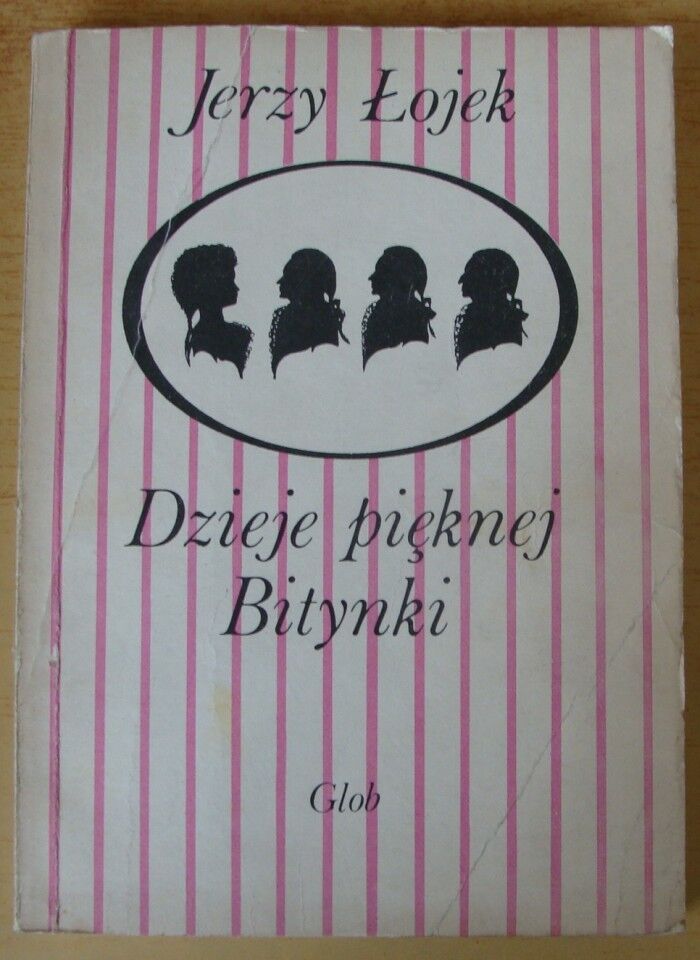 Jerzy Łojek
Dzieje pięknej
Bitynki
Glob